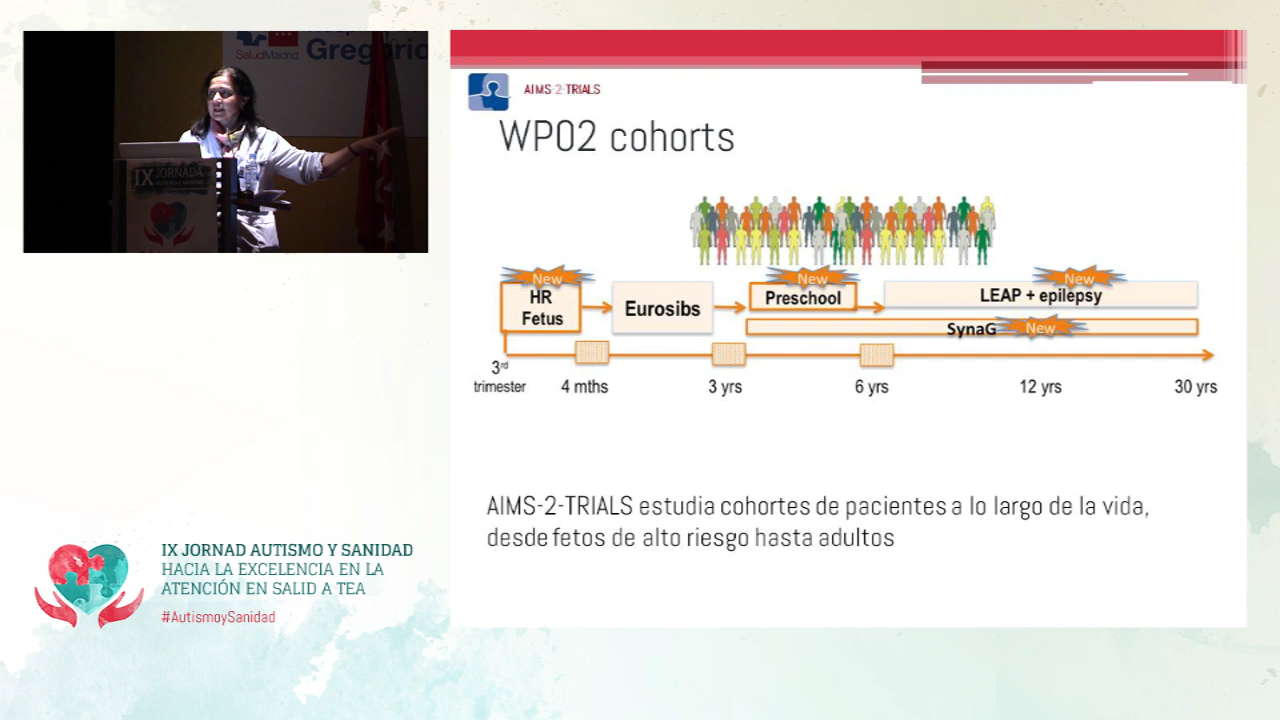 SaludMadrid
Gregorio
IX JORNADA
AUTISMO Y SANIDAD
AIMS-2-TRIALS
WP02 cohorts
New
New
New
HR
Fetus
Eurosibs
Preschool
LEAP + epilepsy
SynaG
New
3rd
trimester
4 mths
3 yrs
6 yrs
12 yrs
30 yrs
AIMS-2-TRIALS estudia cohortes de pacientes a lo largo de la vida,
desde fetos de alto riesgo hasta adultos
IX JORNAD AUTISMO Y SANIDAD
HACIA LA EXCELENCIA EN LA
ATENCIÓN EN SALID A TEA
#AutismoySanidad